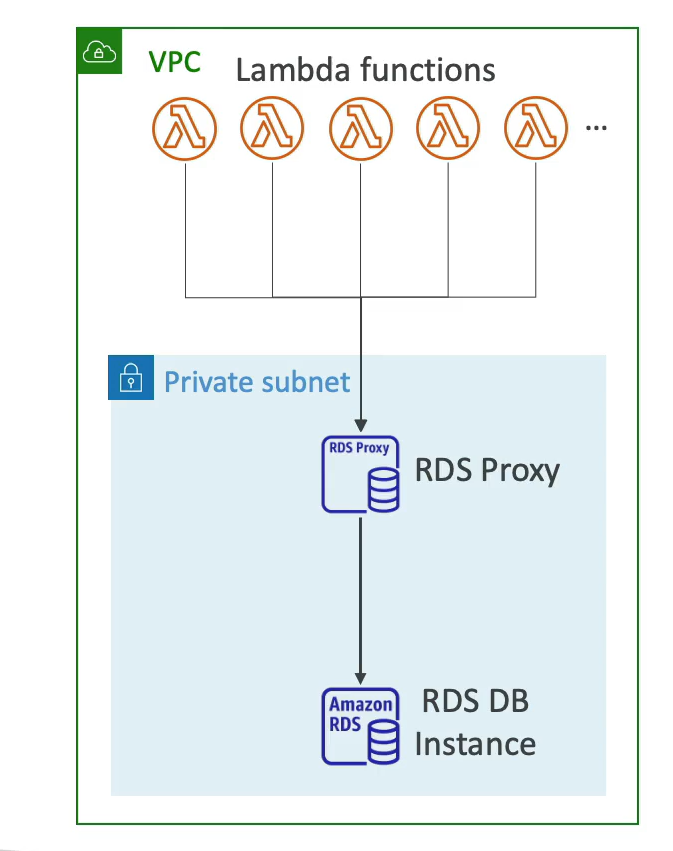 VPC
Lambda functions
...
Private subnet
RDS Proxy
RDS Proxy
Amazon
RDS
RDS DB
Instance